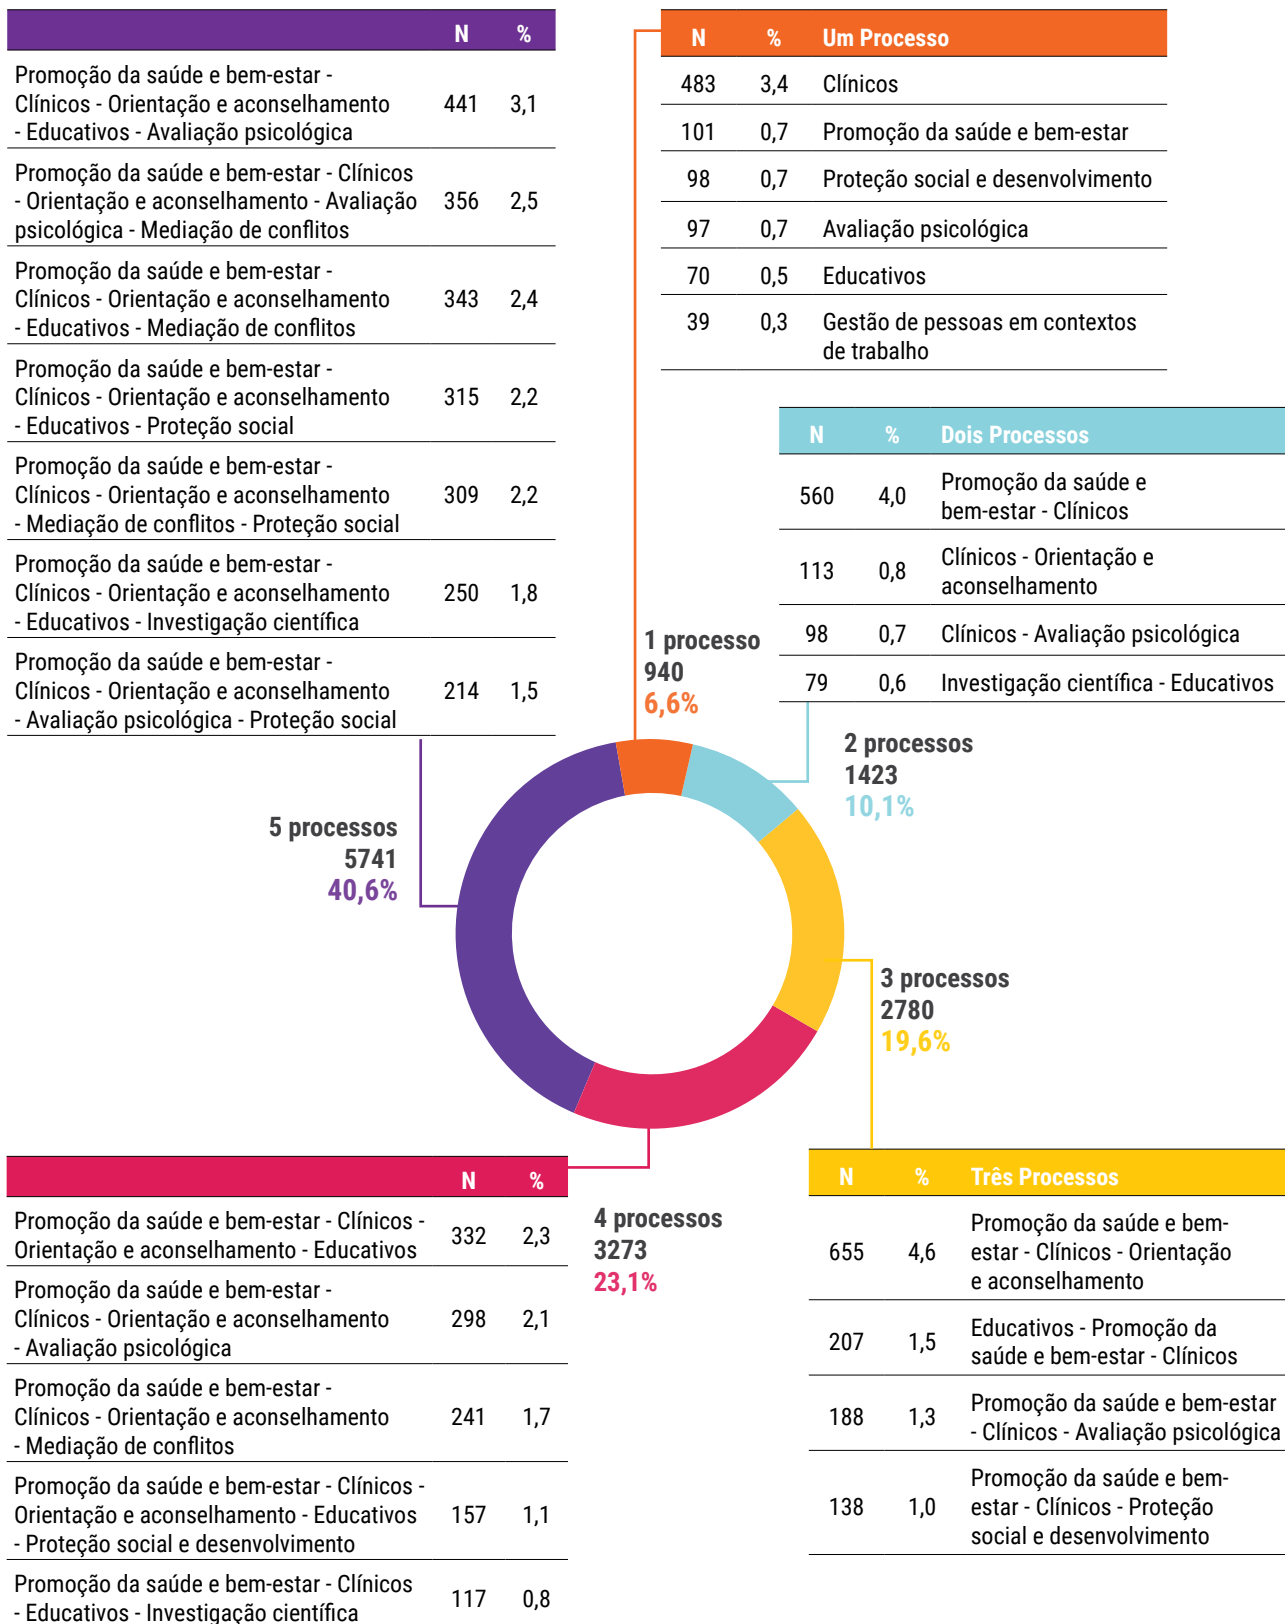 N %
Promoção da saúde e bem-estar -
Clínicos - Orientação e aconselhamento
- Educativos - Avaliação psicológica
441 3,1
Promoção da saúde e bem-estar - Clínicos
- Orientação e aconselhamento - Avaliação
psicológica - Mediação de conflitos
356 2,5
Promoção da saúde e bem-estar -
Clínicos - Orientação e aconselhamento
- Educativos - Mediação de conflitos
343 2,4
Promoção da saúde e bem-estar -
Clínicos - Orientação e aconselhamento
- Educativos - Proteção social
315 2,2
Promoção da saúde e bem-estar -
Clínicos - Orientação e aconselhamento
- Mediação de conflitos - Proteção social
309 2,2
Promoção da saúde e bem-estar -
Clínicos - Orientação e aconselhamento
- Educativos - Investigação científica
250 1,8
Promoção da saúde e bem-estar -
Clínicos - Orientação e aconselhamento
- Avaliação psicológica - Proteção social
214 1,5
N % Um Processo
483 3,4 Clínicos
101 0,7 Promoção da saúde e bem-estar
98 0,7 Proteção social e desenvolvimento
97 0,7 Avaliação psicológica
70 0,5 Educativos
39 0,3 Gestão de pessoas em contextos
de trabalho
N % Dois Processos
560 4,0 Promoção da saúde e
bem-estar - Clínicos
113 0,8 Clínicos - Orientação e
aconselhamento
98 0,7 Clínicos - Avaliação psicológica
79 0,6 Investigação científica - Educativos
1 processo
940
6,6%
2 processos
1423
10,1%
5 processos
5741
40,6%
3 processos
2780
19,6%
4 processos
3273
23,1%
N %
Promoção da saúde e bem-estar - Clínicos -
Orientação e aconselhamento - Educativos
332 2,3
Promoção da saúde e bem-estar -
Clínicos - Orientação e aconselhamento
- Avaliação psicológica
298 2,1
Promoção da saúde e bem-estar -
Clínicos - Orientação e aconselhamento
- Mediação de conflitos
241 1,7
Promoção da saúde e bem-estar - Clínicos -
Orientação e aconselhamento - Educativos
- Proteção social e desenvolvimento
157 1,1
Promoção da saúde e bem-estar - Clínicos
- Educativos - Investigação científica
117 0,8
N % Três Processos
655 4,6 Promoção da saúde e bem-
estar - Clínicos - Orientação
e aconselhamento
207 1,5 Educativos - Promoção da
saúde e bem-estar - Clínicos
188 1,3 Promoção da saúde e bem-estar
- Clínicos - Avaliação psicológica
138 1,0 Promoção da saúde e bem-
estar - Clínicos - Proteção
social e desenvolvimento